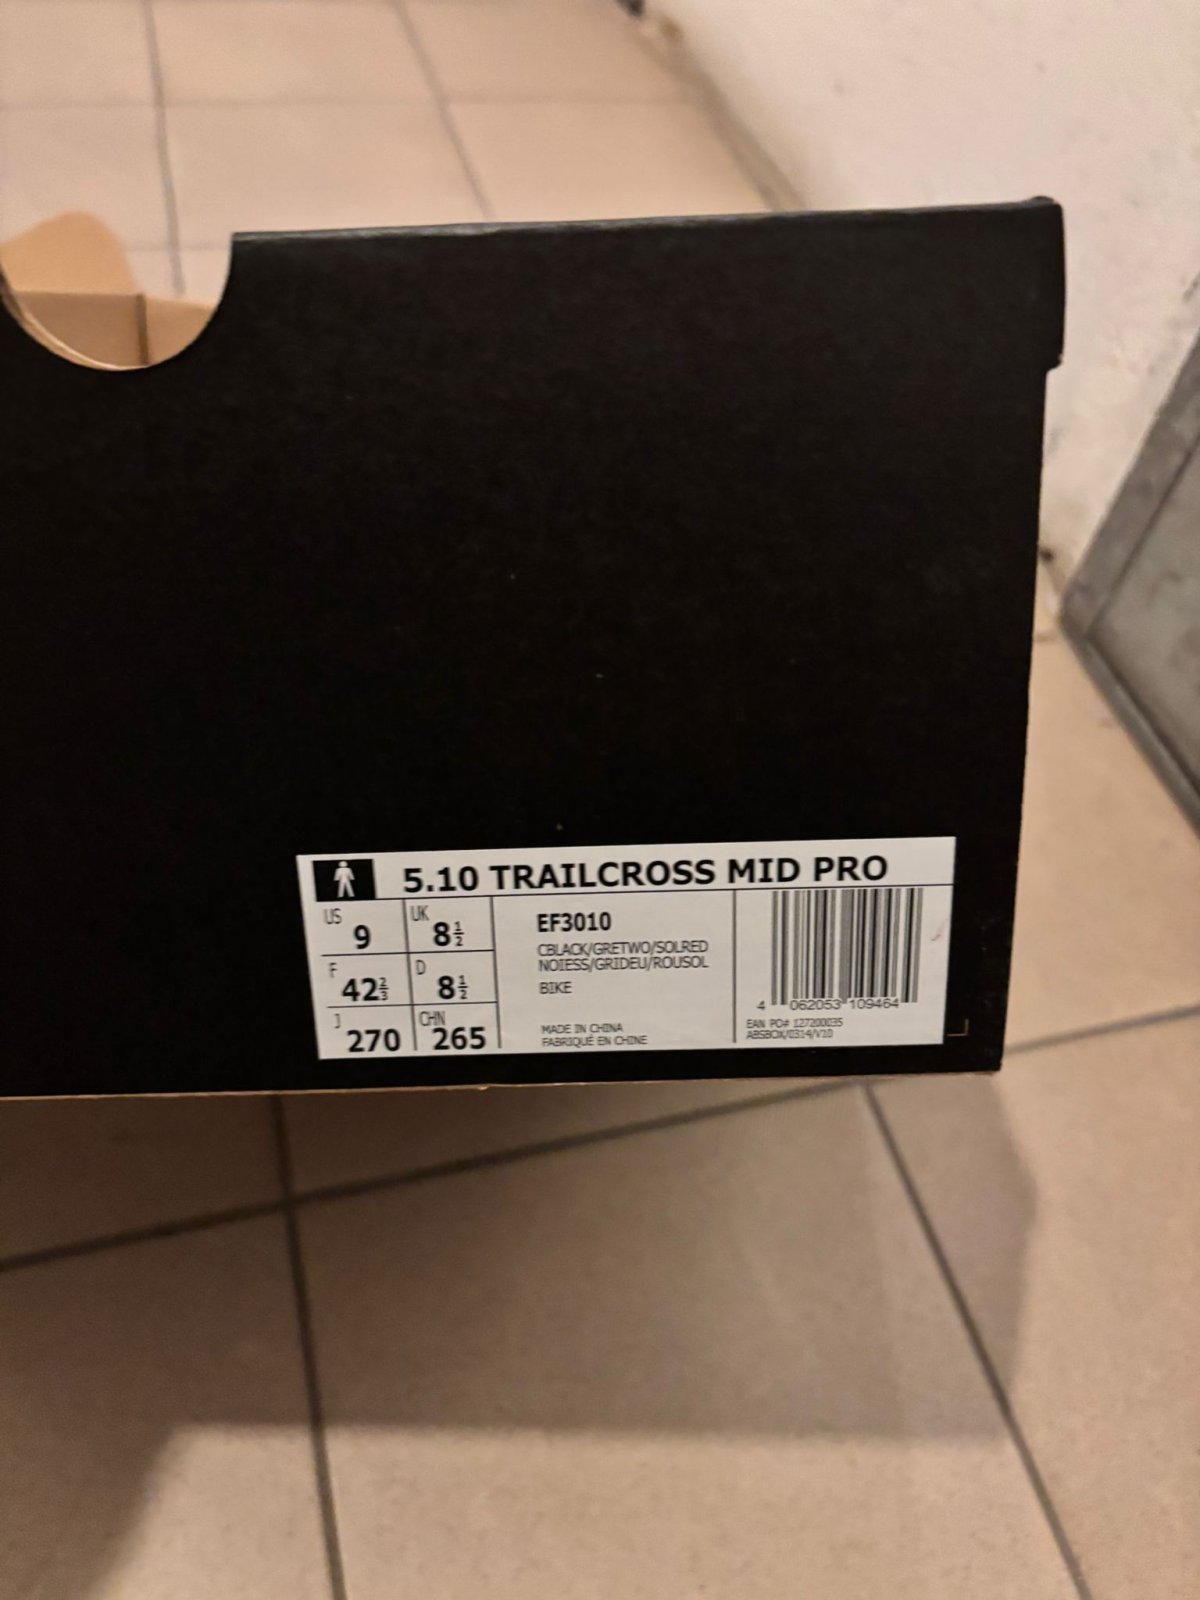 5.10 TRAILCROSS MID PRO
US 9 UK 8½
F 42⅔ D 8½
J 270 CHN 265
EF3010
CBLACK/GRETWO/SOLRED
NOIESS/GRIDEU/ROUSOL
BIKE
MADE IN CHINA
FABRIQUÉ EN CHINE
4 062053 109464
EAN PO# 127200035
ABSBOX/0314/V10